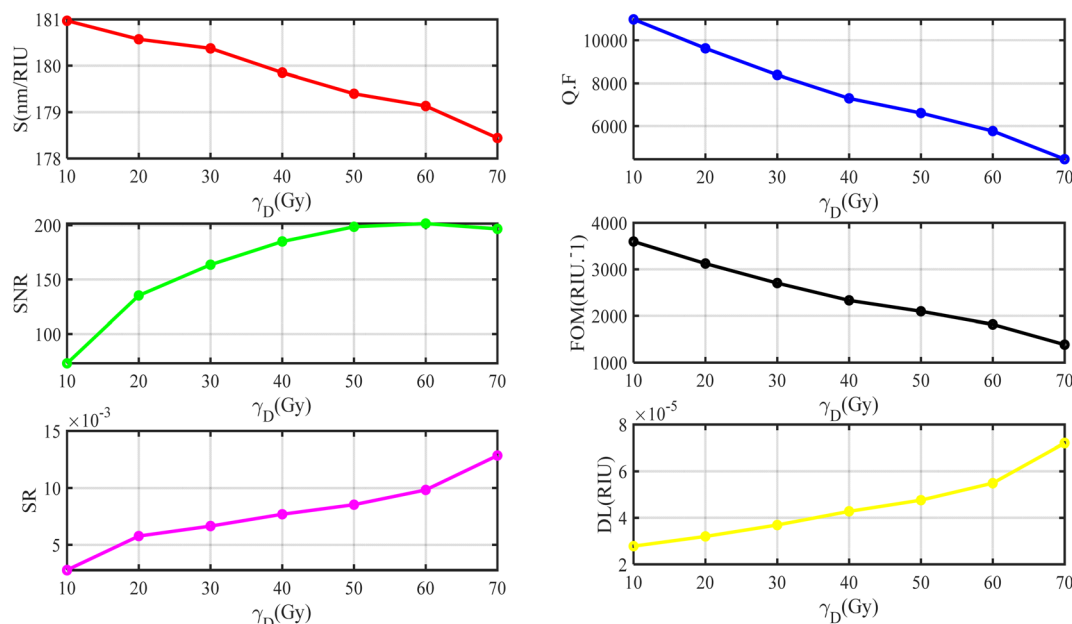 181
180
179
178
S(nm/RIU
10 20 30 40 50 60 70
γD(Gy)
10000
8000
6000
Q.F
10 20 30 40 50 60 70
γD(Gy)
200
150
100
SNR
10 20 30 40 50 60 70
γD(Gy)
4000
3000
2000
1000
FOM(RIU.-1)
10 20 30 40 50 60 70
γD(Gy)
×10-3
15
10
5
SR
10 20 30 40 50 60 70
γD(Gy)
×10-5
8
6
4
2
DL(RIU)
10 20 30 40 50 60 70
γD(Gy)